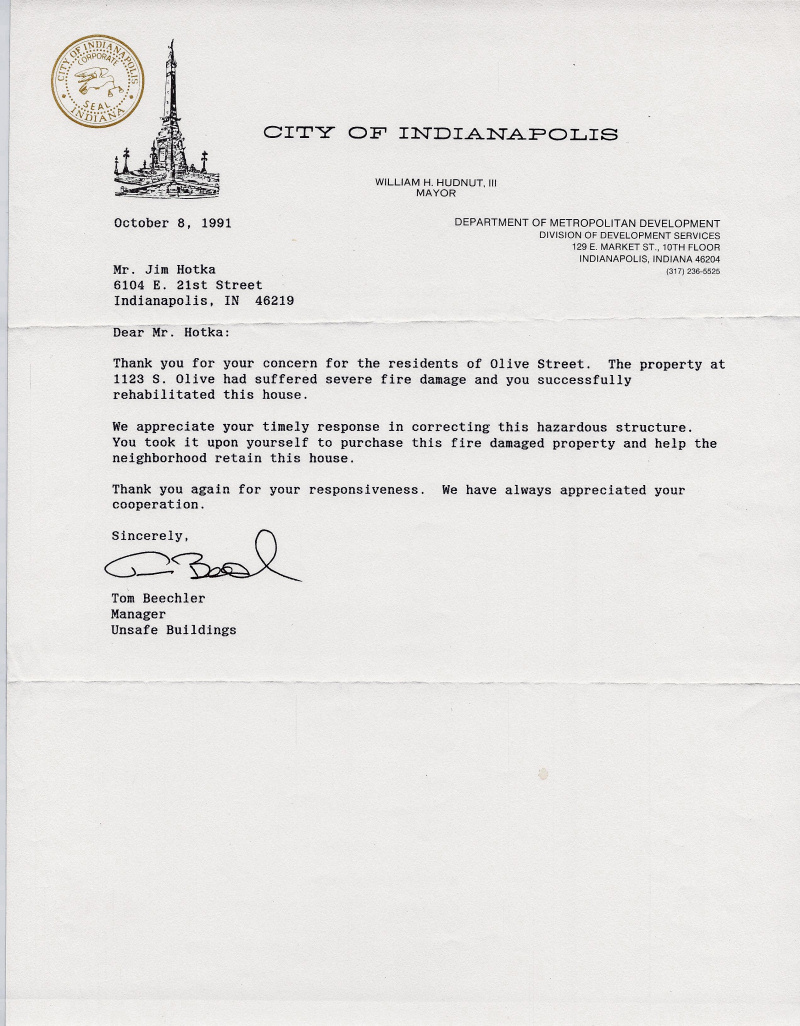 CITY OF INDIANAPOLIS
CORPORATE
SEAL
INDIANA
CITY OF INDIANAPOLIS
WILLIAM H. HUDNUT, III
MAYOR
October 8, 1991
DEPARTMENT OF METROPOLITAN DEVELOPMENT
DIVISION OF DEVELOPMENT SERVICES
129 E. MARKET ST., 10TH FLOOR
INDIANAPOLIS, INDIANA 46204
(317) 236-5525
Mr. Jim Hotka
6104 E. 21st Street
Indianapolis, IN  46219
Dear Mr. Hotka:
Thank you for your concern for the residents of Olive Street.  The property at
1123 S. Olive had suffered severe fire damage and you successfully
rehabilitated this house.
We appreciate your timely response in correcting this hazardous structure.
You took it upon yourself to purchase this fire damaged property and help the
neighborhood retain this house.
Thank you again for your responsiveness.  We have always appreciated your
cooperation.
Sincerely,
Tom Beechler
Manager
Unsafe Buildings